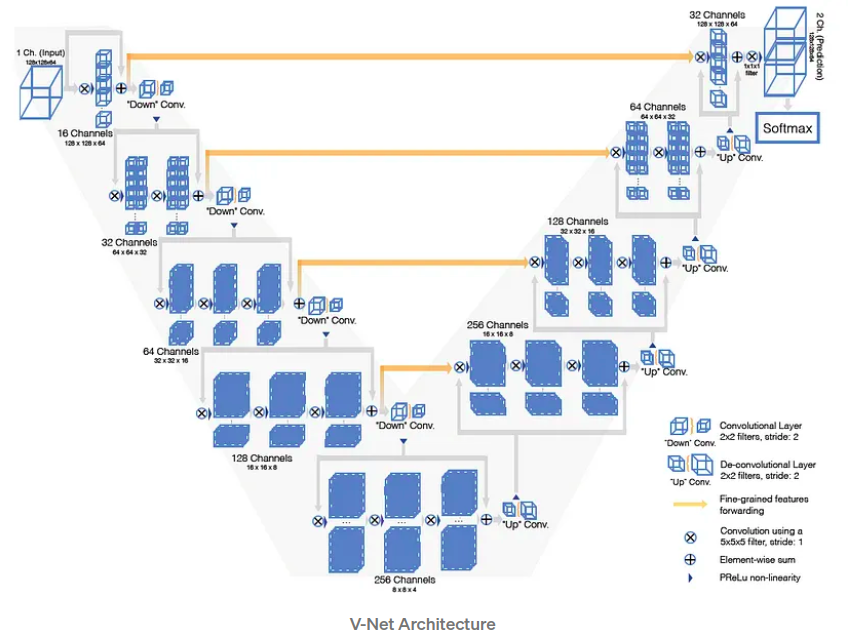 1 Ch. (Input)
128x128x64
"Down" Conv.
16 Channels
128 x 128 x 64
"Down" Conv.
32 Channels
64 x 64 x 32
"Down" Conv.
64 Channels
32 x 32 x 16
"Down" Conv.
128 Channels
16 x 16 x 8
256 Channels
8 x 8 x 4
"Up" Conv.
256 Channels
16 x 16 x 8
"Up" Conv.
128 Channels
32 x 32 x 16
"Up" Conv.
64 Channels
64 x 64 x 32
"Up" Conv.
32 Channels
128 x 128 x 64
1x1x1
filter
2 Ch. (Prediction)
128x128x64
Softmax
"Down" Conv.
Convolutional Layer
2x2 filters, stride: 2
"Up" Conv.
De-convolutional Layer
2x2 filters, stride: 2
Fine-grained features
forwarding
Convolution using a
5x5x5 filter, stride: 1
Element-wise sum
PReLu non-linearity
V-Net Architecture